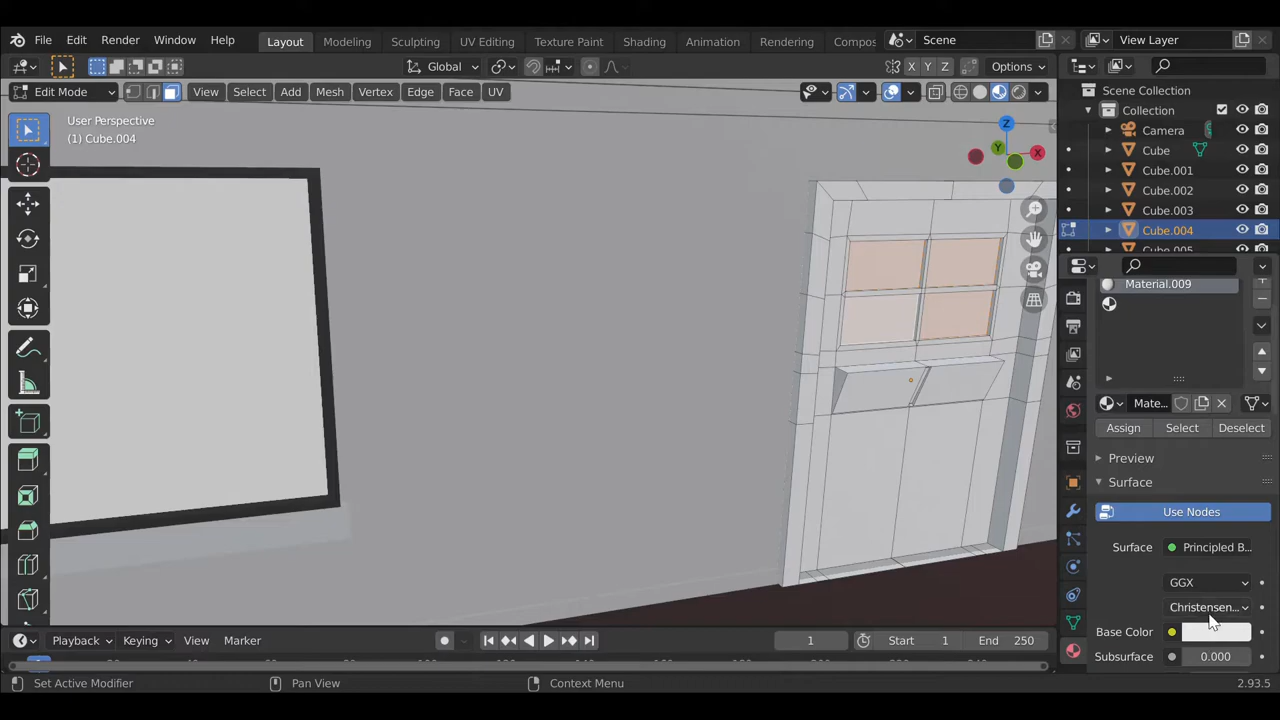 File Edit Render Window Help Layout Modeling Sculpting UV Editing Texture Paint Shading Animation Rendering Compos Scene View Layer
Global X Y Z Options
Edit Mode View Select Add Mesh Vertex Edge Face UV
User Perspective
(1) Cube.004
Z
Y
X
Scene Collection
Collection
Camera
Cube
Cube.001
Cube.002
Cube.003
Cube.004
Cube.005
Material.009
Mate...
Assign Select Deselect
Preview
Surface
Use Nodes
Surface Principled B...
GGX
Christensen...
Base Color
Subsurface 0.000
Playback Keying View Marker 1 Start 1 End 250
Set Active Modifier Pan View Context Menu 2.93.5